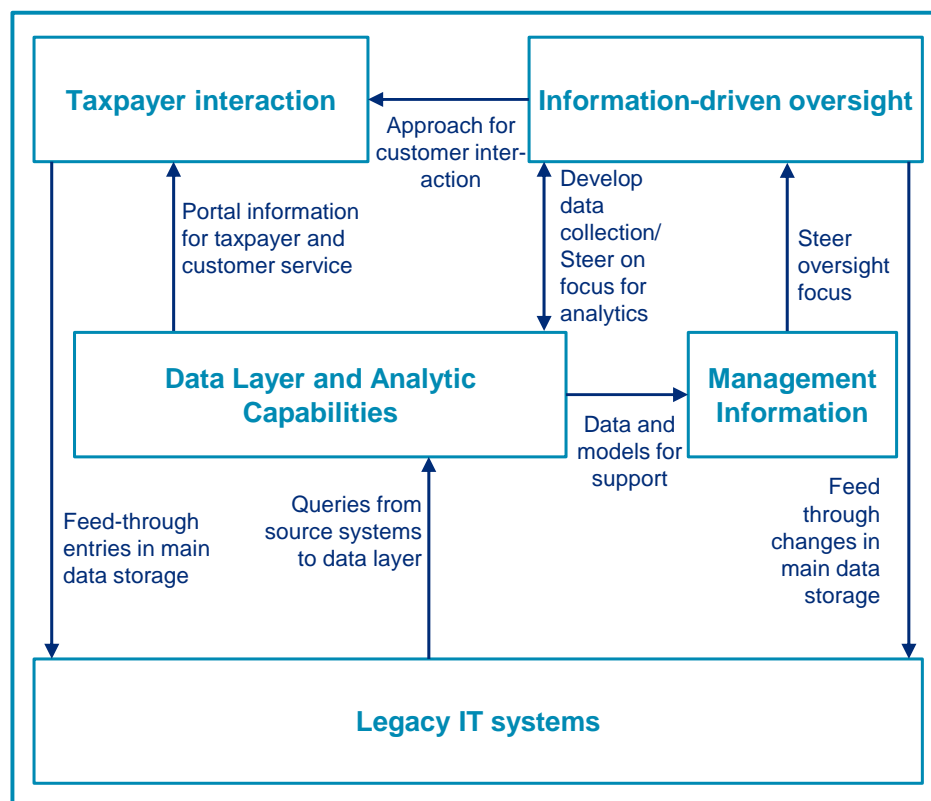 Taxpayer interaction
Information-driven oversight
Approach for
customer inter-
action
Portal information
for taxpayer and
customer service
Develop
data
collection/
Steer on
focus for
analytics
Steer
oversight
focus
Data Layer and Analytic
Capabilities
Management
Information
Data and
models for
support
Feed-through
entries in main
data storage
Queries from
source systems
to data layer
Feed
through
changes in
main data
storage
Legacy IT systems